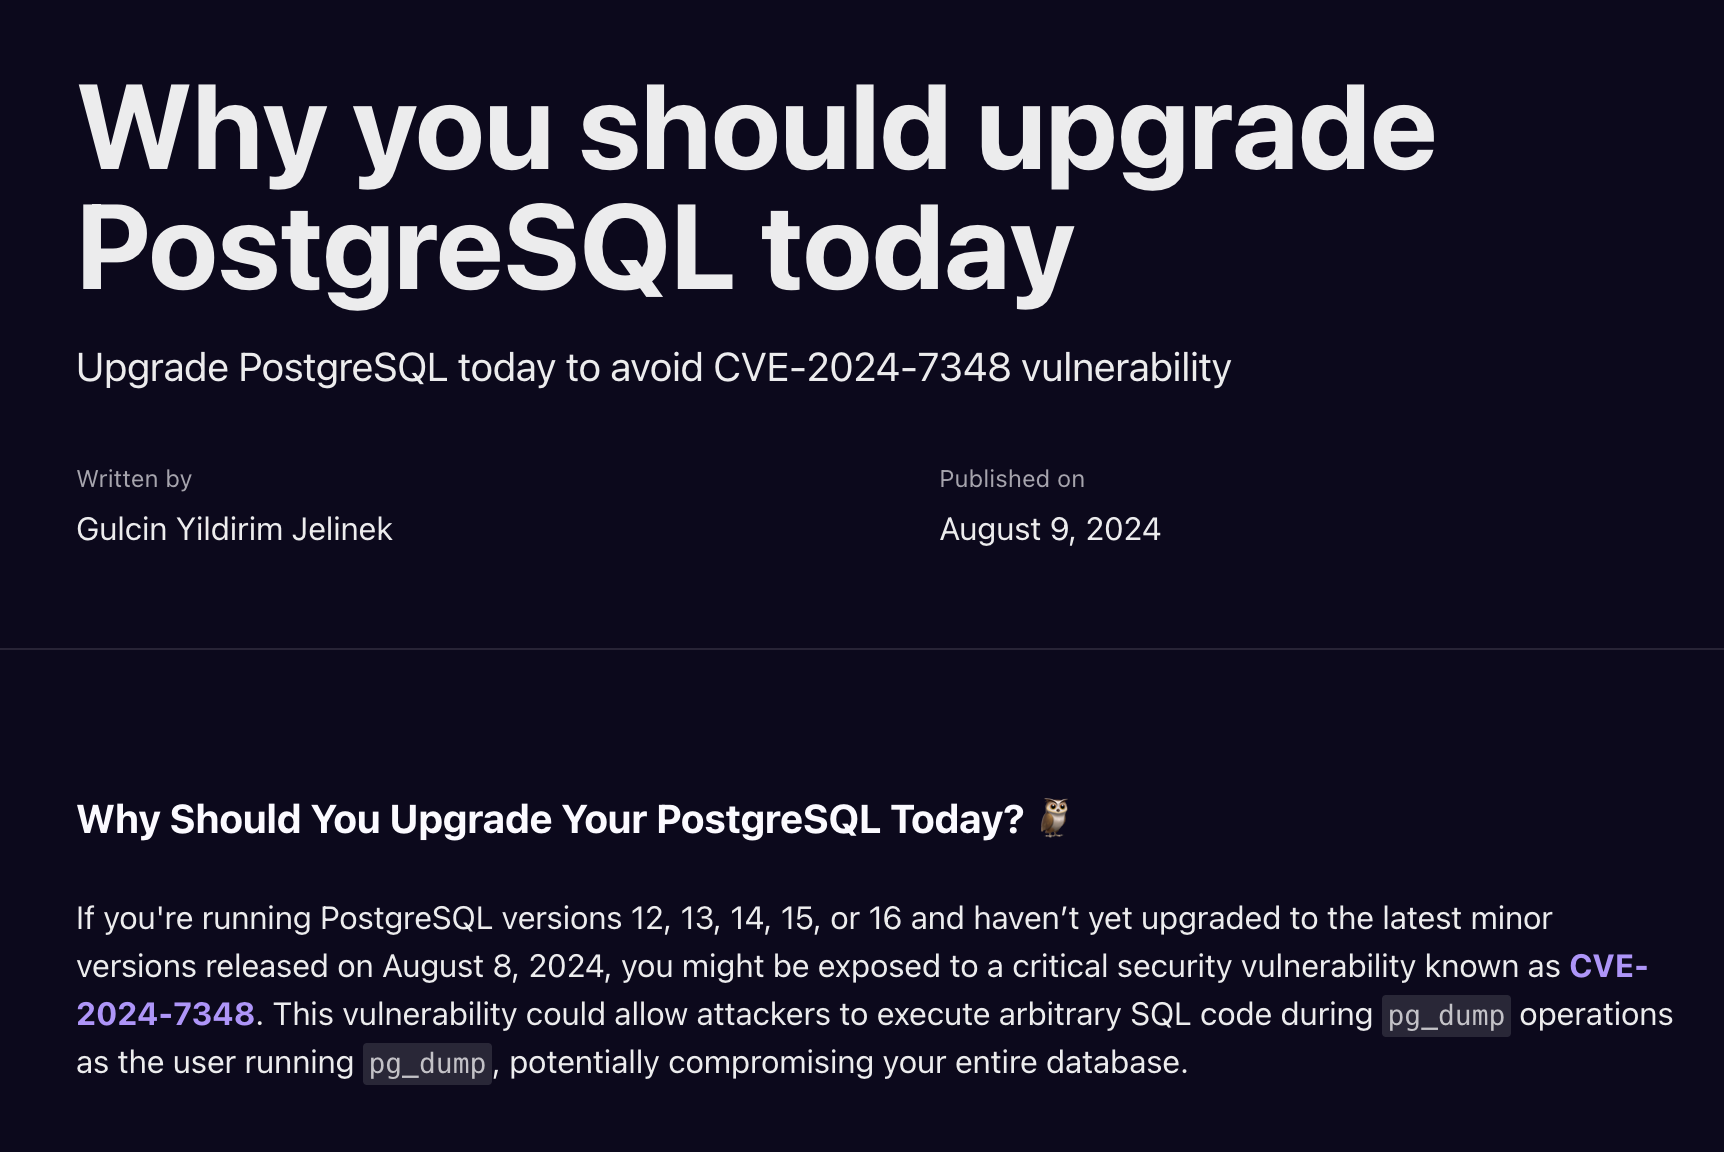 Why you should upgrade
PostgreSQL today
Upgrade PostgreSQL today to avoid CVE-2024-7348 vulnerability
Written by
Gulcin Yildirim Jelinek
Published on
August 9, 2024
Why Should You Upgrade Your PostgreSQL Today? 🦉
If you're running PostgreSQL versions 12, 13, 14, 15, or 16 and haven’t yet upgraded to the latest minor
versions released on August 8, 2024, you might be exposed to a critical security vulnerability known as CVE-
2024-7348. This vulnerability could allow attackers to execute arbitrary SQL code during pg_dump operations
as the user running pg_dump, potentially compromising your entire database.